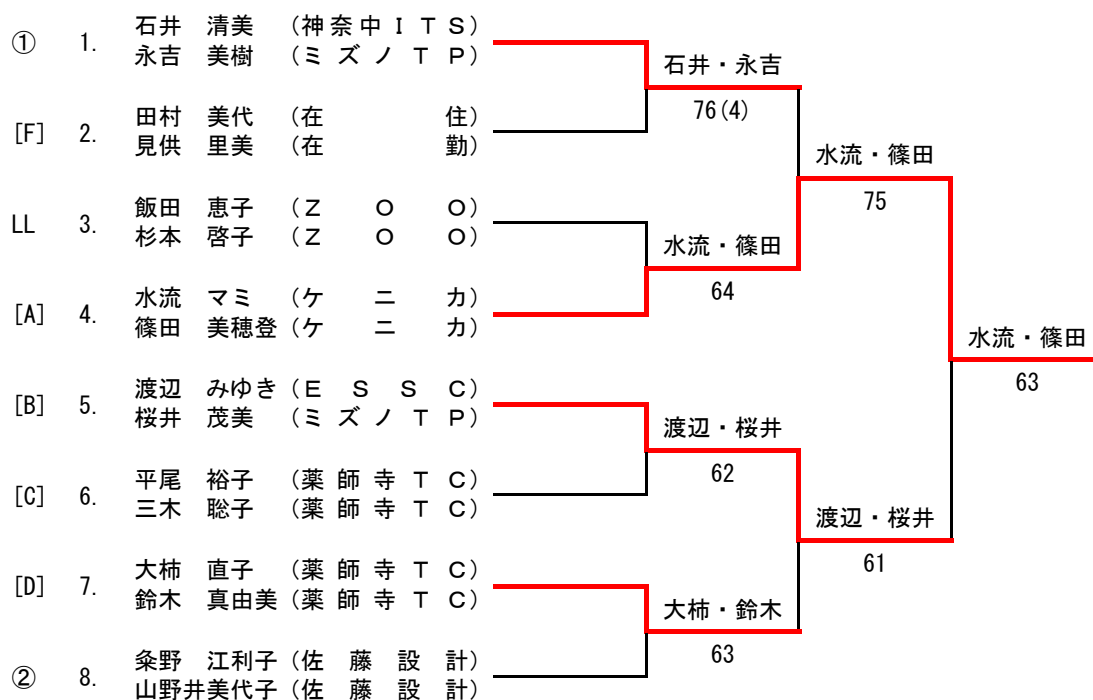 石井　清美　（神奈中ＩＴＳ）
① 1.
永吉　美樹　（ミズノＴＰ）
石井・永吉
76(4)
田村　美代　（在　　住）
[F] 2.
見供　里美　（在　　勤）
水流・篠田
75
飯田　恵子　（Ｚ　Ｏ　Ｏ）
LL 3.
杉本　啓子　（Ｚ　Ｏ　Ｏ）
水流・篠田
64
水流　マミ　（ケ　ニ　カ）
[A] 4.
篠田　美穂登（ケ　ニ　カ）
水流・篠田
63
渡辺　みゆき（Ｅ　Ｓ　Ｓ　Ｃ）
[B] 5.
桜井　茂美　（ミズノＴＰ）
渡辺・桜井
62
平尾　裕子　（薬師寺ＴＣ）
[C] 6.
三木　聡子　（薬師寺ＴＣ）
渡辺・桜井
61
大柿　直子　（薬師寺ＴＣ）
[D] 7.
鈴木　真由美（薬師寺ＴＣ）
大柿・鈴木
63
粂野　江利子（佐藤設計）
② 8.
山野井美代子（佐藤設計）